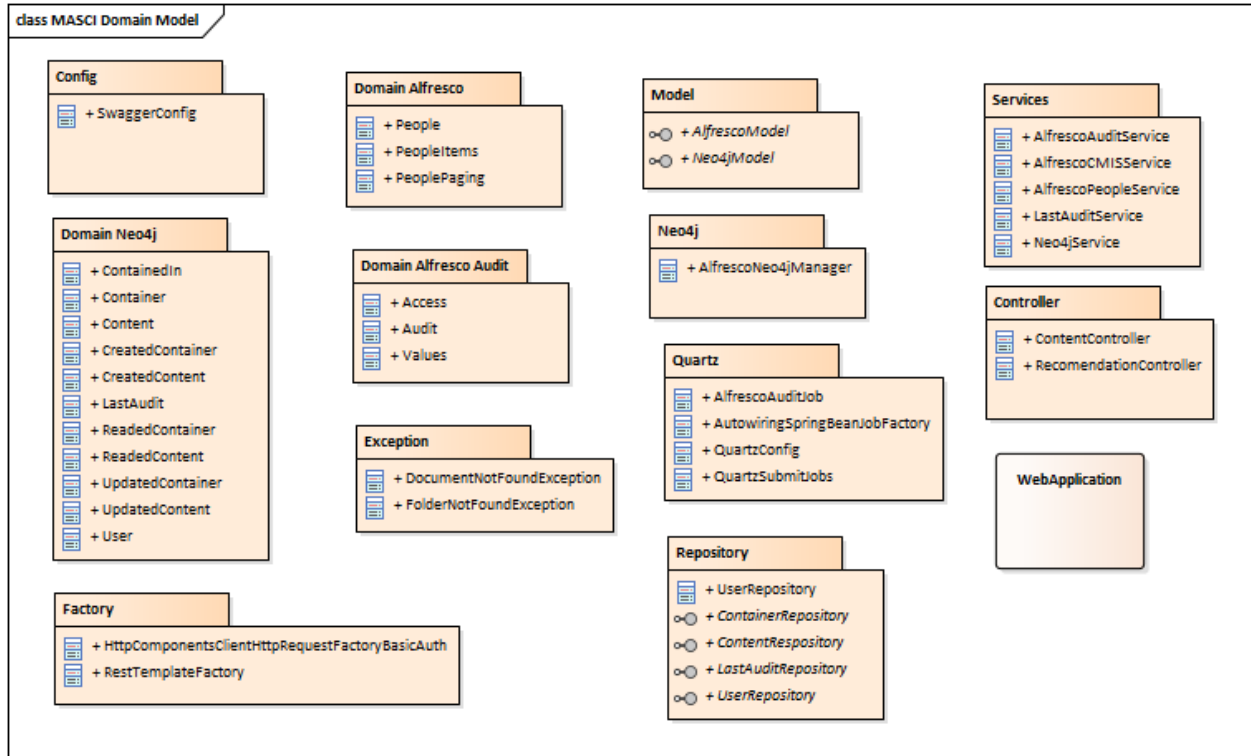 class MASCI Domain Model
Config
+ SwaggerConfig
Domain Neo4j
+ ContainedIn
+ Container
+ Content
+ CreatedContainer
+ CreatedContent
+ LastAudit
+ ReadedContainer
+ ReadedContent
+ UpdatedContainer
+ UpdatedContent
+ User
Factory
+ HttpComponentsClientHttpRequestFactoryBasicAuth
+ RestTemplateFactory
Domain Alfresco
+ People
+ PeopleItems
+ PeoplePaging
Domain Alfresco Audit
+ Access
+ Audit
+ Values
Exception
+ DocumentNotFoundException
+ FolderNotFoundException
Model
+ AlfrescoModel
+ Neo4jModel
Neo4j
+ AlfrescoNeo4jManager
Quartz
+ AlfrescoAuditJob
+ AutowiringSpringBeanJobFactory
+ QuartzConfig
+ QuartzSubmitJobs
Repository
+ UserRepository
+ ContainerRepository
+ ContentRespository
+ LastAuditRepository
+ UserRepository
Services
+ AlfrescoAuditService
+ AlfrescoCMISService
+ AlfrescoPeopleService
+ LastAuditService
+ Neo4jService
Controller
+ ContentController
+ RecomendationController
WebApplication